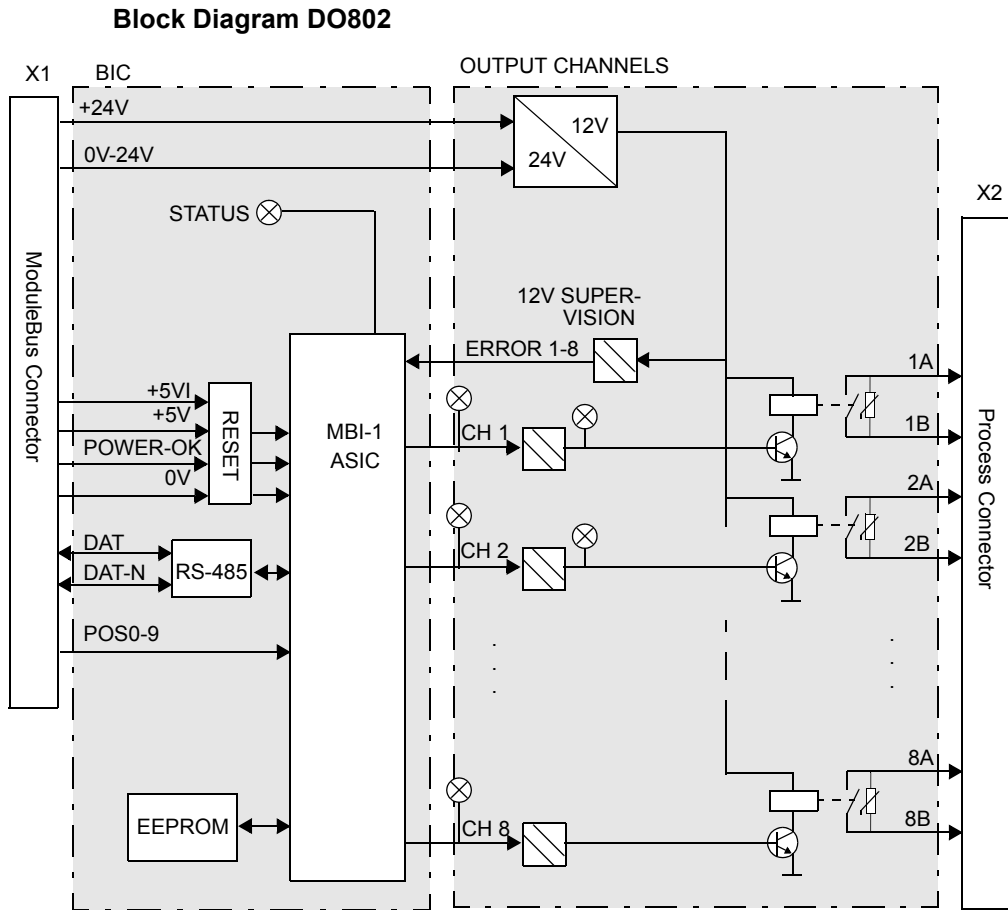 Block Diagram DO802
X1
BIC
OUTPUT CHANNELS
+24V
12V
0V-24V
24V
X2
STATUS
ModuleBus Connector
12V SUPER-
VISION
ERROR 1-8
1A
+5VI
+5V
RESET
MBI-1
ASIC
CH 1
1B
Process Connector
POWER-OK
0V
2A
DAT
DAT-N
RS-485
CH 2
2B
POS0-9
8A
EEPROM
CH 8
8B